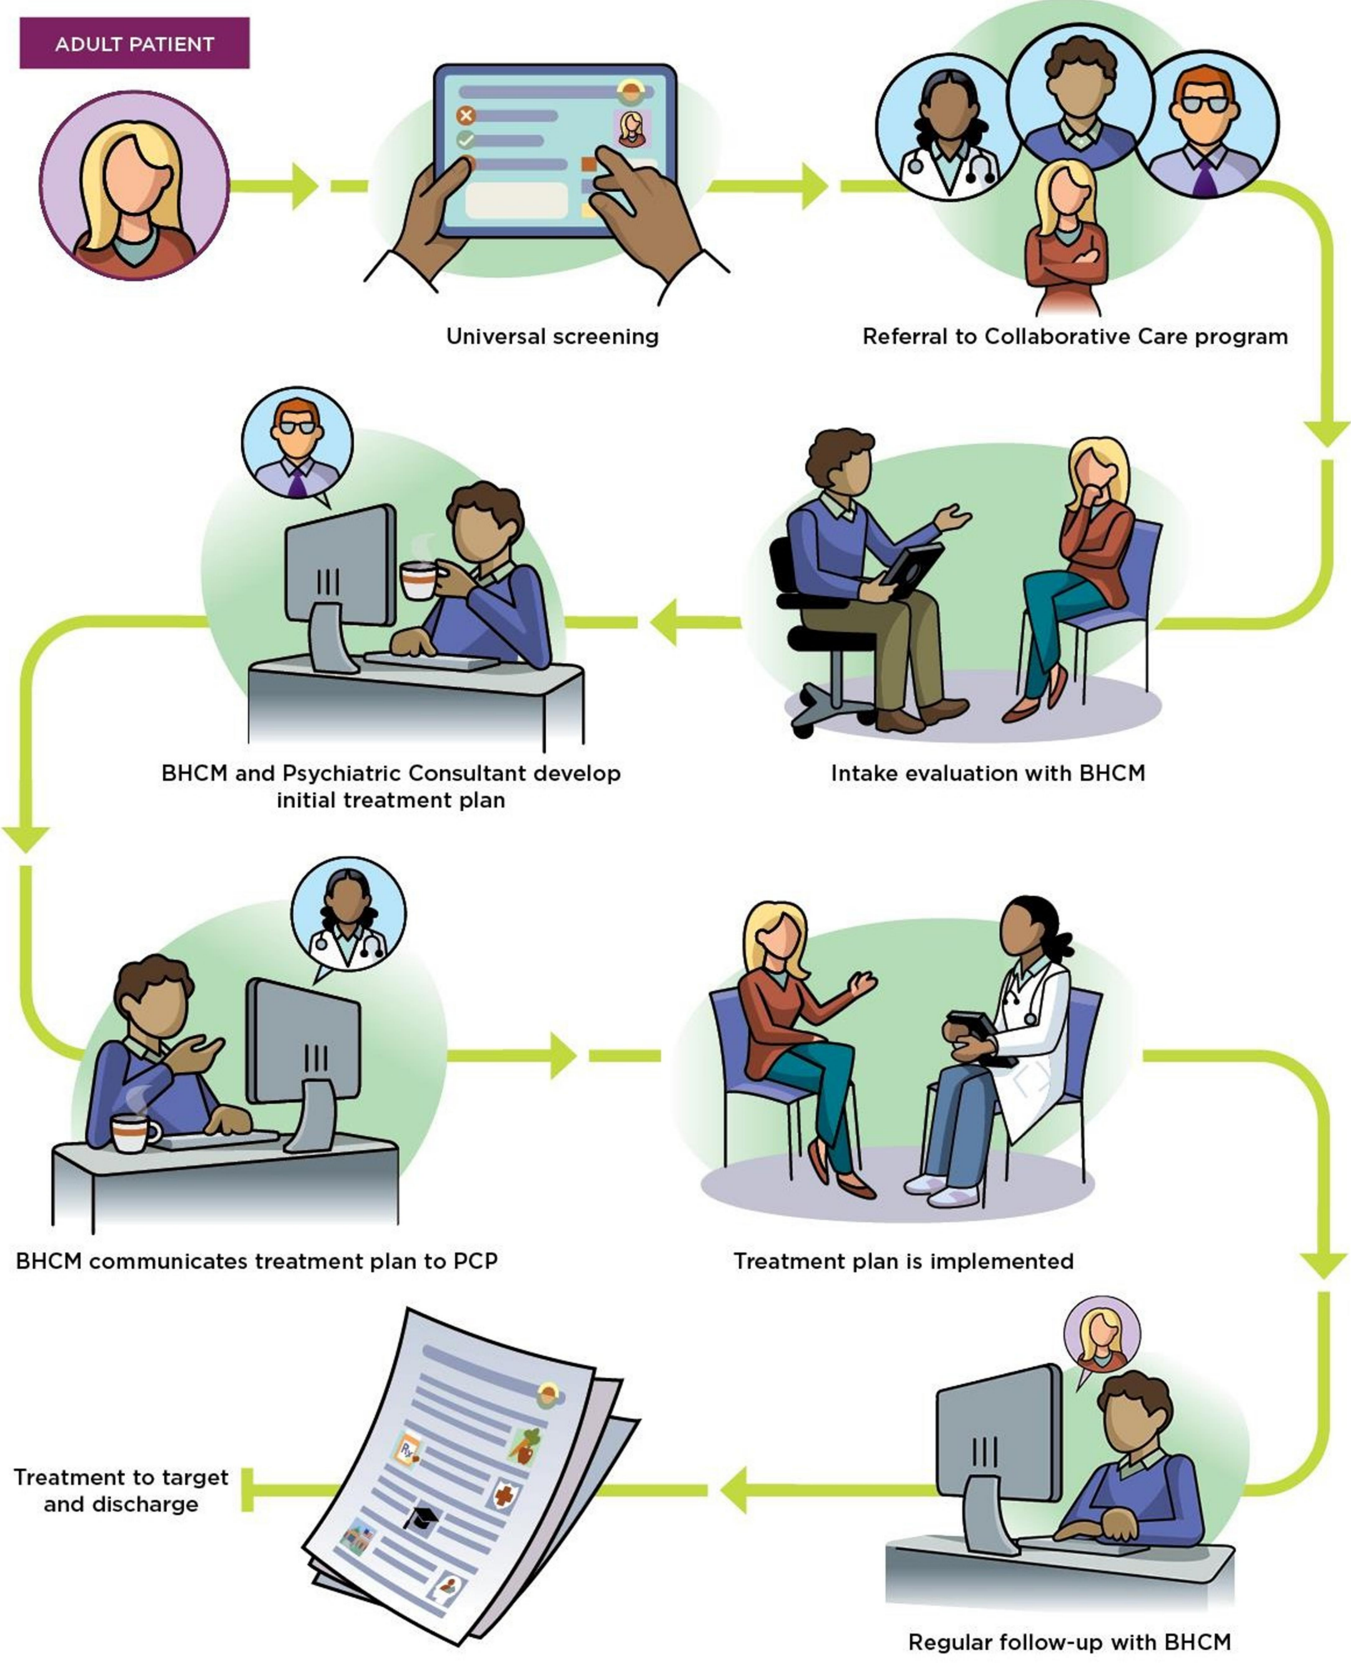 ADULT PATIENT
Universal screening
Referral to Collaborative Care program
Intake evaluation with BHCM
BHCM and Psychiatric Consultant develop
initial treatment plan
BHCM communicates treatment plan to PCP
Treatment plan is implemented
Regular follow-up with BHCM
Rx
Treatment to target
and discharge